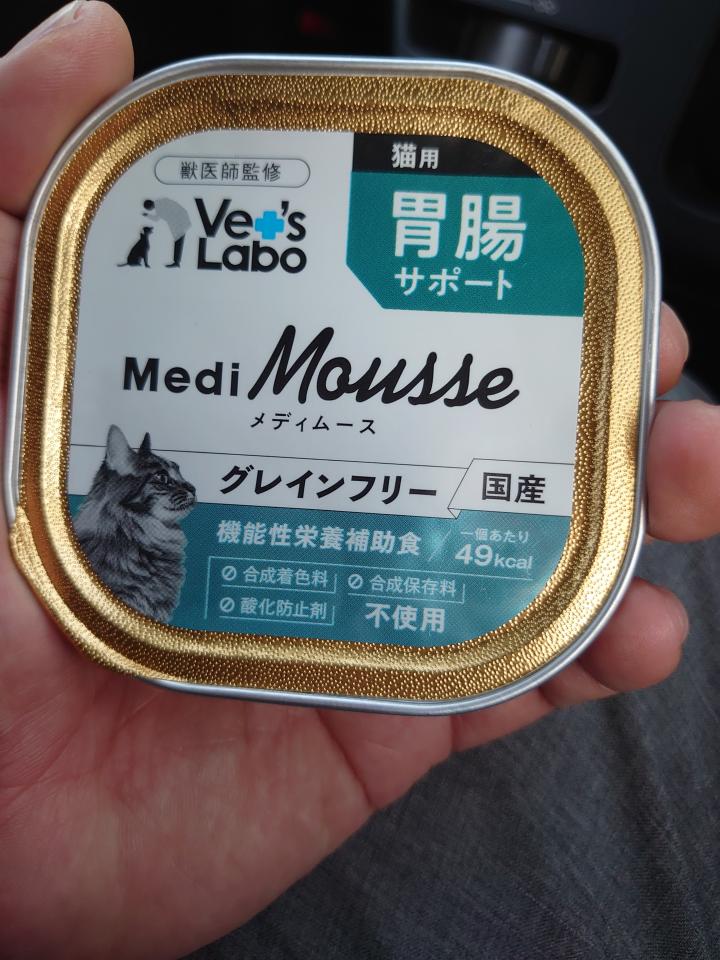 獣医師監修
Vet's
Labo
猫用
胃腸
サポート
Medi Mousse
メディムース
グレインフリー
国産
機能性栄養補助食
一個あたり
49kcal
合成着色料
合成保存料
酸化防止剤
不使用